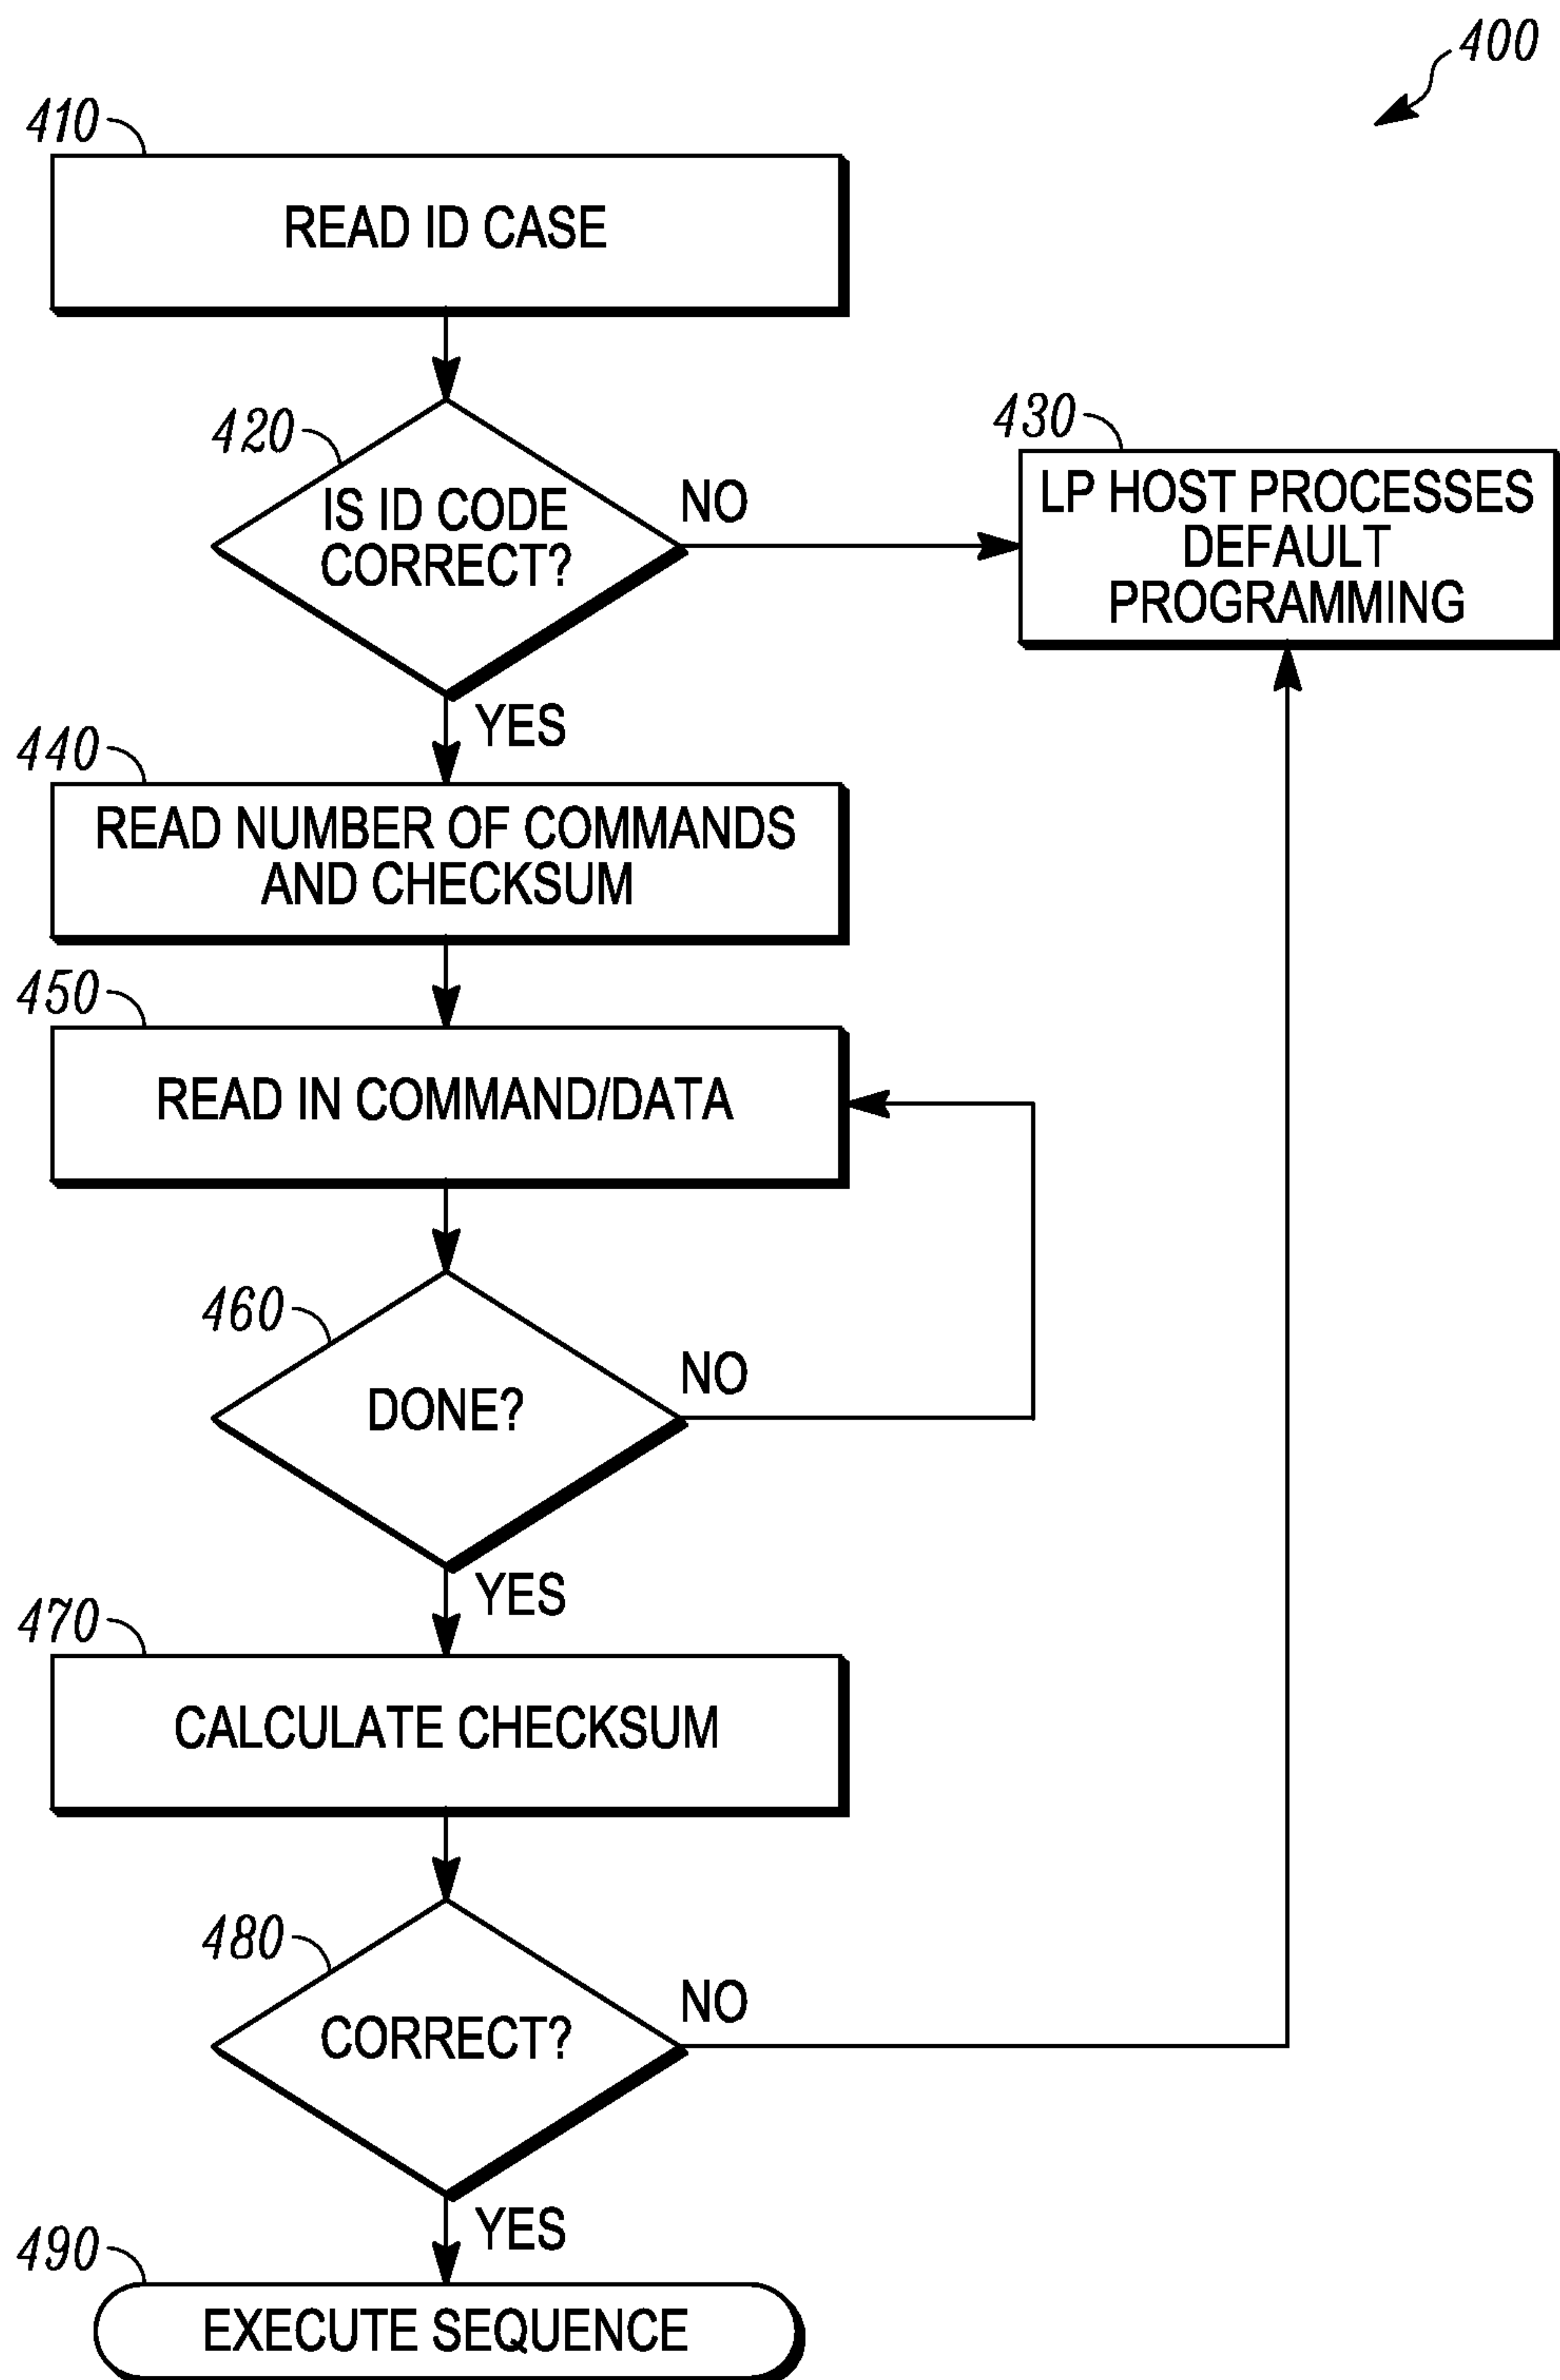 400
410
READ ID CASE
420
IS ID CODE
CORRECT?
NO
430
LP HOST PROCESSES
DEFAULT
PROGRAMMING
YES
440
READ NUMBER OF COMMANDS
AND CHECKSUM
450
READ IN COMMAND/DATA
460
DONE?
NO
YES
470
CALCULATE CHECKSUM
480
CORRECT?
NO
YES
490
EXECUTE SEQUENCE